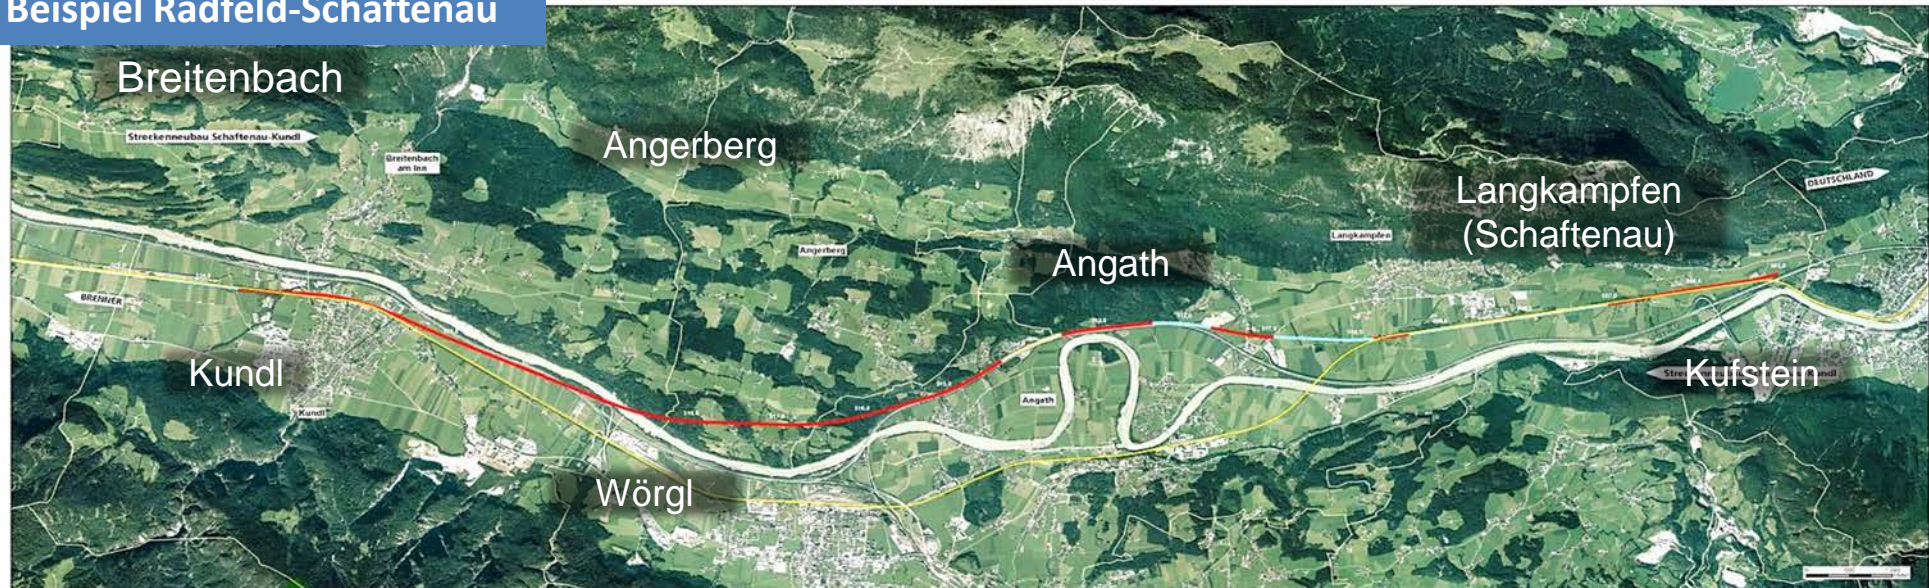 Beispiel Radfeld-Schaftenau
Breitenbach
Streckenneubau Schaftenau-Kundl
Breitenbach
am Inn
Angerberg
Langkampfen
(Schaftenau)
DEUTSCHLAND
Langkampfen
Angerberg
Angath
BRENNER
Kundl
Angath
Kufstein
Kundl
Wörgl